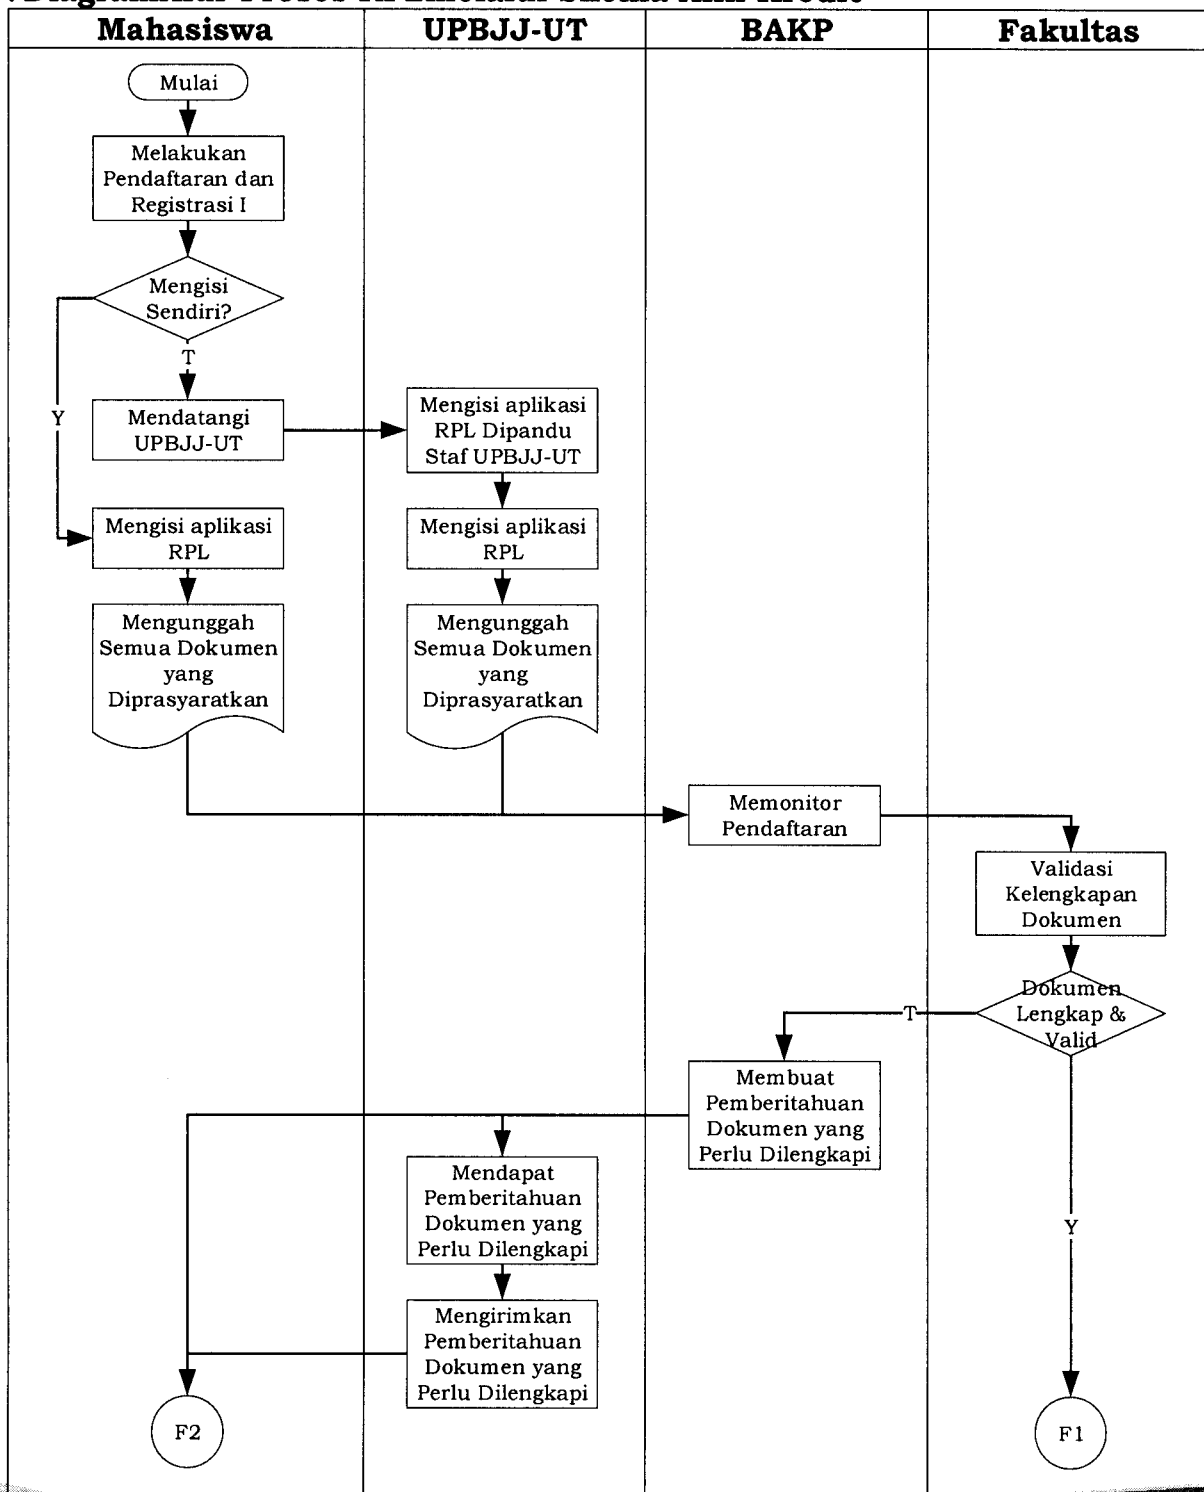 Mahasiswa
UPBJJ-UT
BAKP
Fakultas
Mulai
Melakukan
Pendaftaran dan
Registrasi I
Mengisi
Sendiri?
T
Y
Mendatangi
UPBJJ-UT
Mengisi aplikasi
RPL Dipandu
Staf UPBJJ-UT
Mengisi aplikasi
RPL
Mengisi aplikasi
RPL
Mengunggah
Semua Dokumen
yang
Diprasyaratkan
Mengunggah
Semua Dokumen
yang
Diprasyaratkan
Memonitor
Pendaftaran
Validasi
Kelengkapan
Dokumen
Dokumen
Lengkap &
Valid
T
Membuat
Pemberitahuan
Dokumen yang
Perlu Dilengkapi
Mendapat
Pemberitahuan
Dokumen yang
Perlu Dilengkapi
Y
Mengirimkan
Pemberitahuan
Dokumen yang
Perlu Dilengkapi
F2
F1